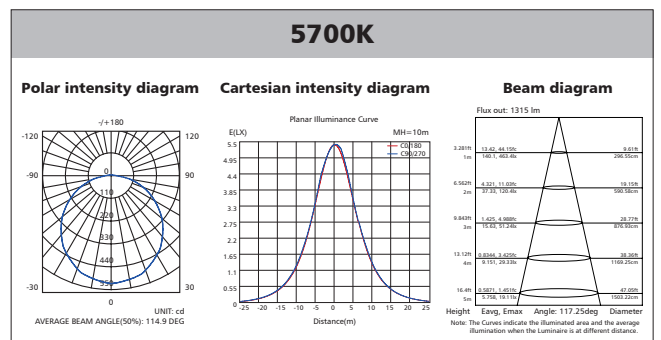 5700K
Polar intensity diagram
Cartesian intensity diagram
Beam diagram
-/+180
-120
120
-90
90
-30
30
0
110
220
330
440
550
0
UNIT: cd
AVERAGE BEAM ANGLE(50%): 114.9 DEG
Planar Illuminance Curve
E(LX)
MH=10m
C0/180
C90/270
5.5
4.95
4.4
3.85
3.3
2.75
2.2
1.65
1.1
0.55
0
-25 -20 -15 -10 -5 0 5 10 15 20 25
Distance(m)
Flux out: 1315 lm
3.281ft 13.42, 44.15fc 9.61ft
1m 140.1, 463.4lx 296.55cm
6.562ft 4.321, 11.03fc 19.15ft
2m 37.33, 120.4lx 590.58cm
9.843ft 1.425, 4.988fc 28.77ft
3m 15.63, 51.24lx 876.93cm
13.12ft 0.8344, 3.425fc 38.36ft
4m 9.151, 29.33lx 1169.25cm
16.4ft 0.5871, 1.451fc 47.05ft
5m 5.758, 19.11lx 1503.22cm
Height Eavg, Emax Angle: 117.25deg Diameter
Note: The Curves indicate the illuminated area and the average
illumination when the Luminaire is at different distance.